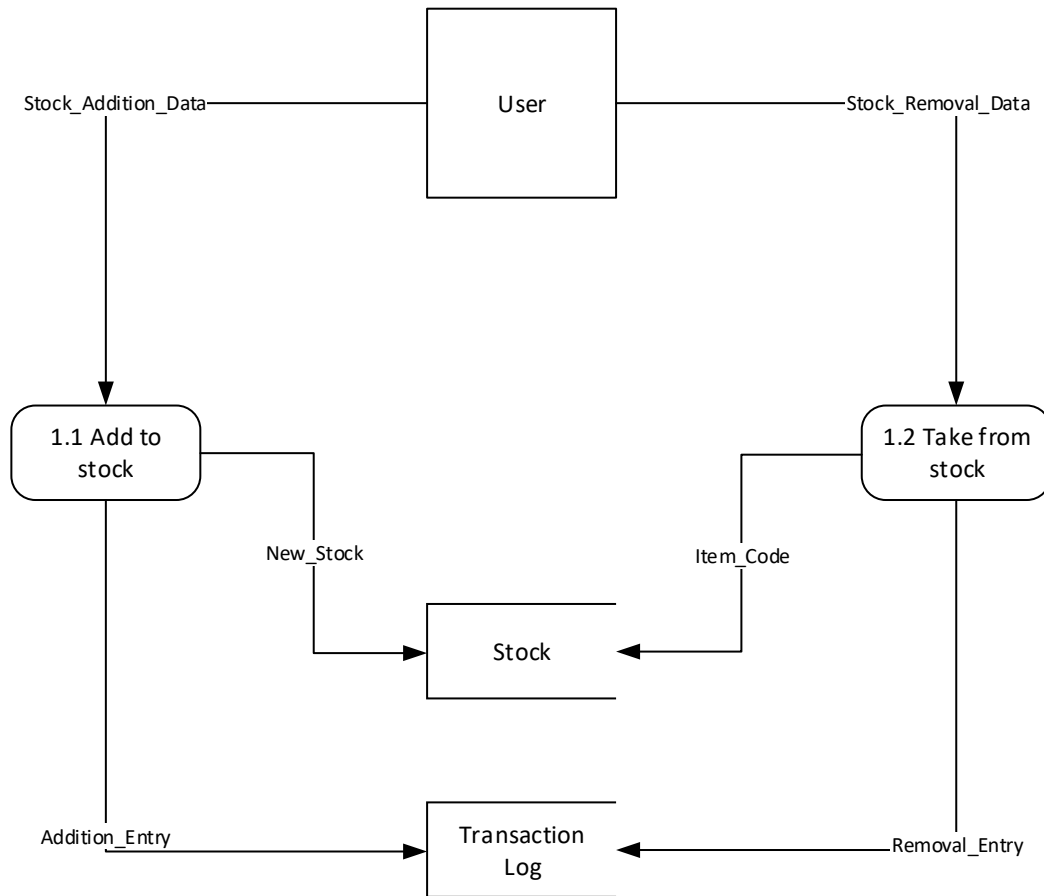 User
Stock_Addition_Data
Stock_Removal_Data
1.1 Add to
stock
1.2 Take from
stock
New_Stock
Item_Code
Stock
Addition_Entry
Transaction
Log
Removal_Entry